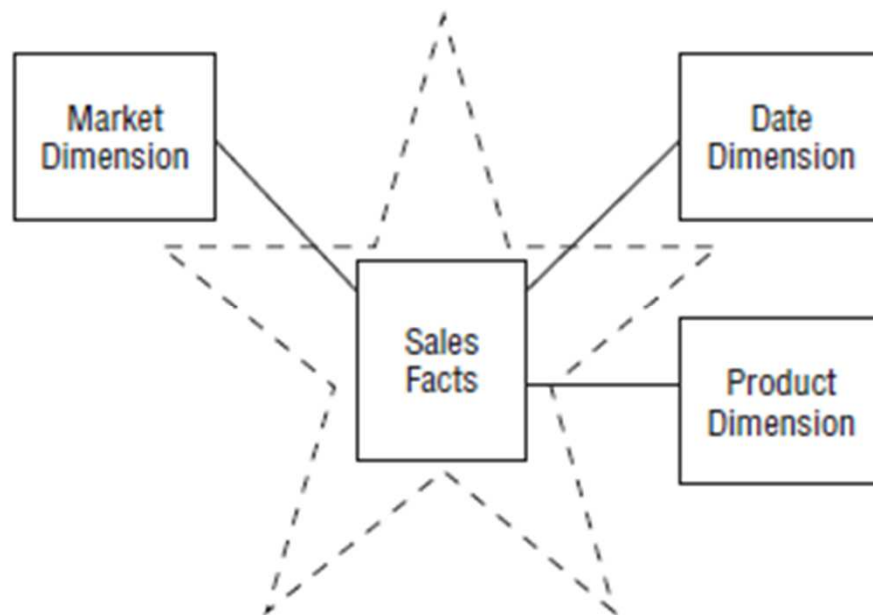 Market
Dimension
Date
Dimension
Sales
Facts
Product
Dimension